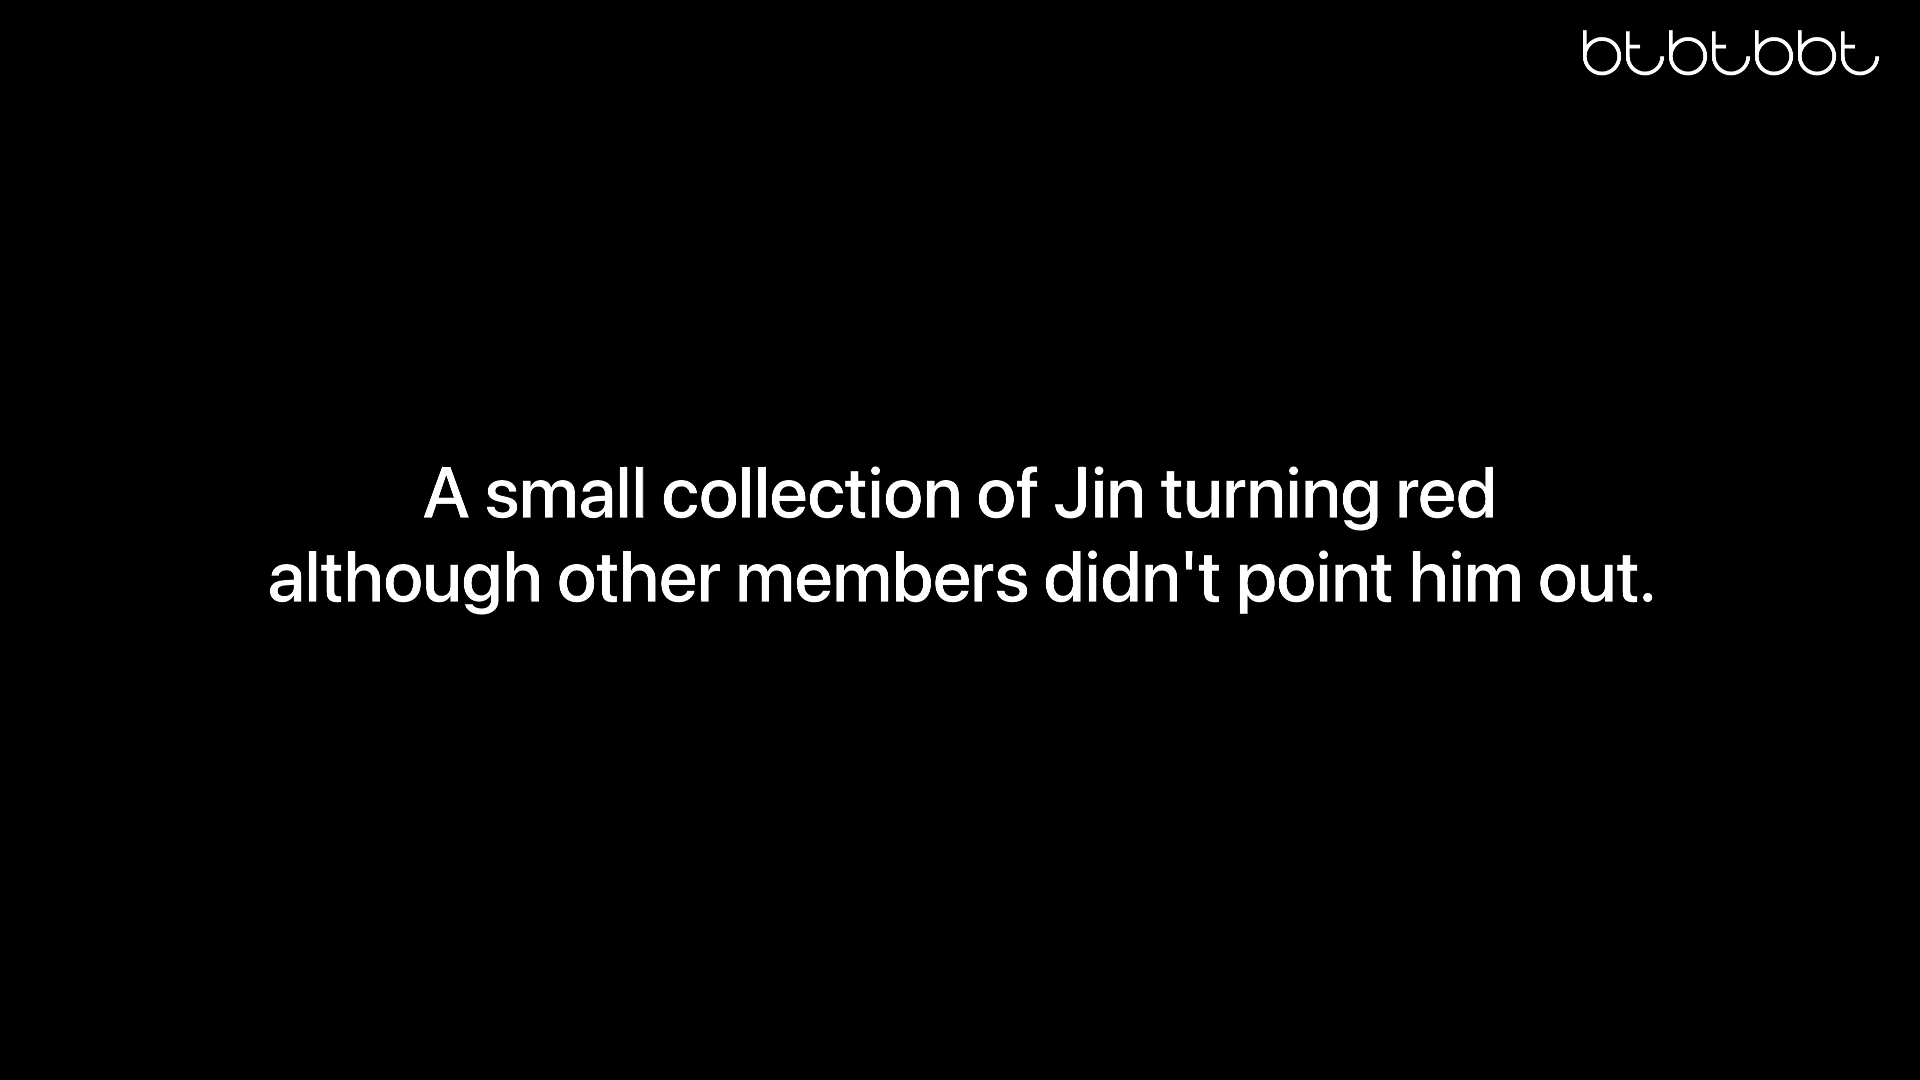 btbtbbt
A small collection of Jin turning red
although other members didn't point him out.